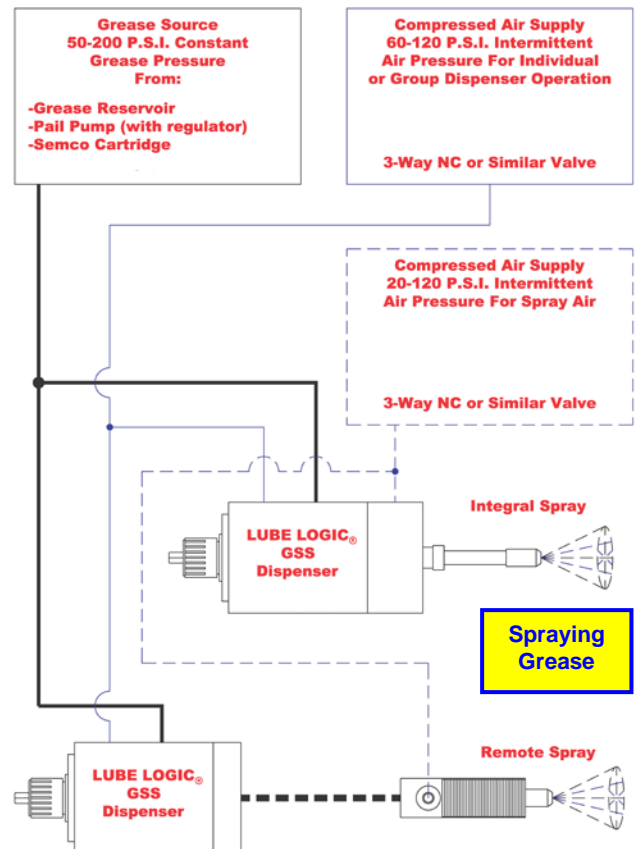 Grease Source
50-200 P.S.I. Constant
Grease Pressure
From:
-Grease Reservoir
-Pail Pump (with regulator)
-Semco Cartridge
Compressed Air Supply
60-120 P.S.I. Intermittent
Air Pressure For Individual
or Group Dispenser Operation
3-Way NC or Similar Valve
Compressed Air Supply
20-120 P.S.I. Intermittent
Air Pressure For Spray Air
3-Way NC or Similar Valve
Integral Spray
LUBE LOGIC®
GSS
Dispenser
Spraying
Grease
Remote Spray
LUBE LOGIC®
GSS
Dispenser